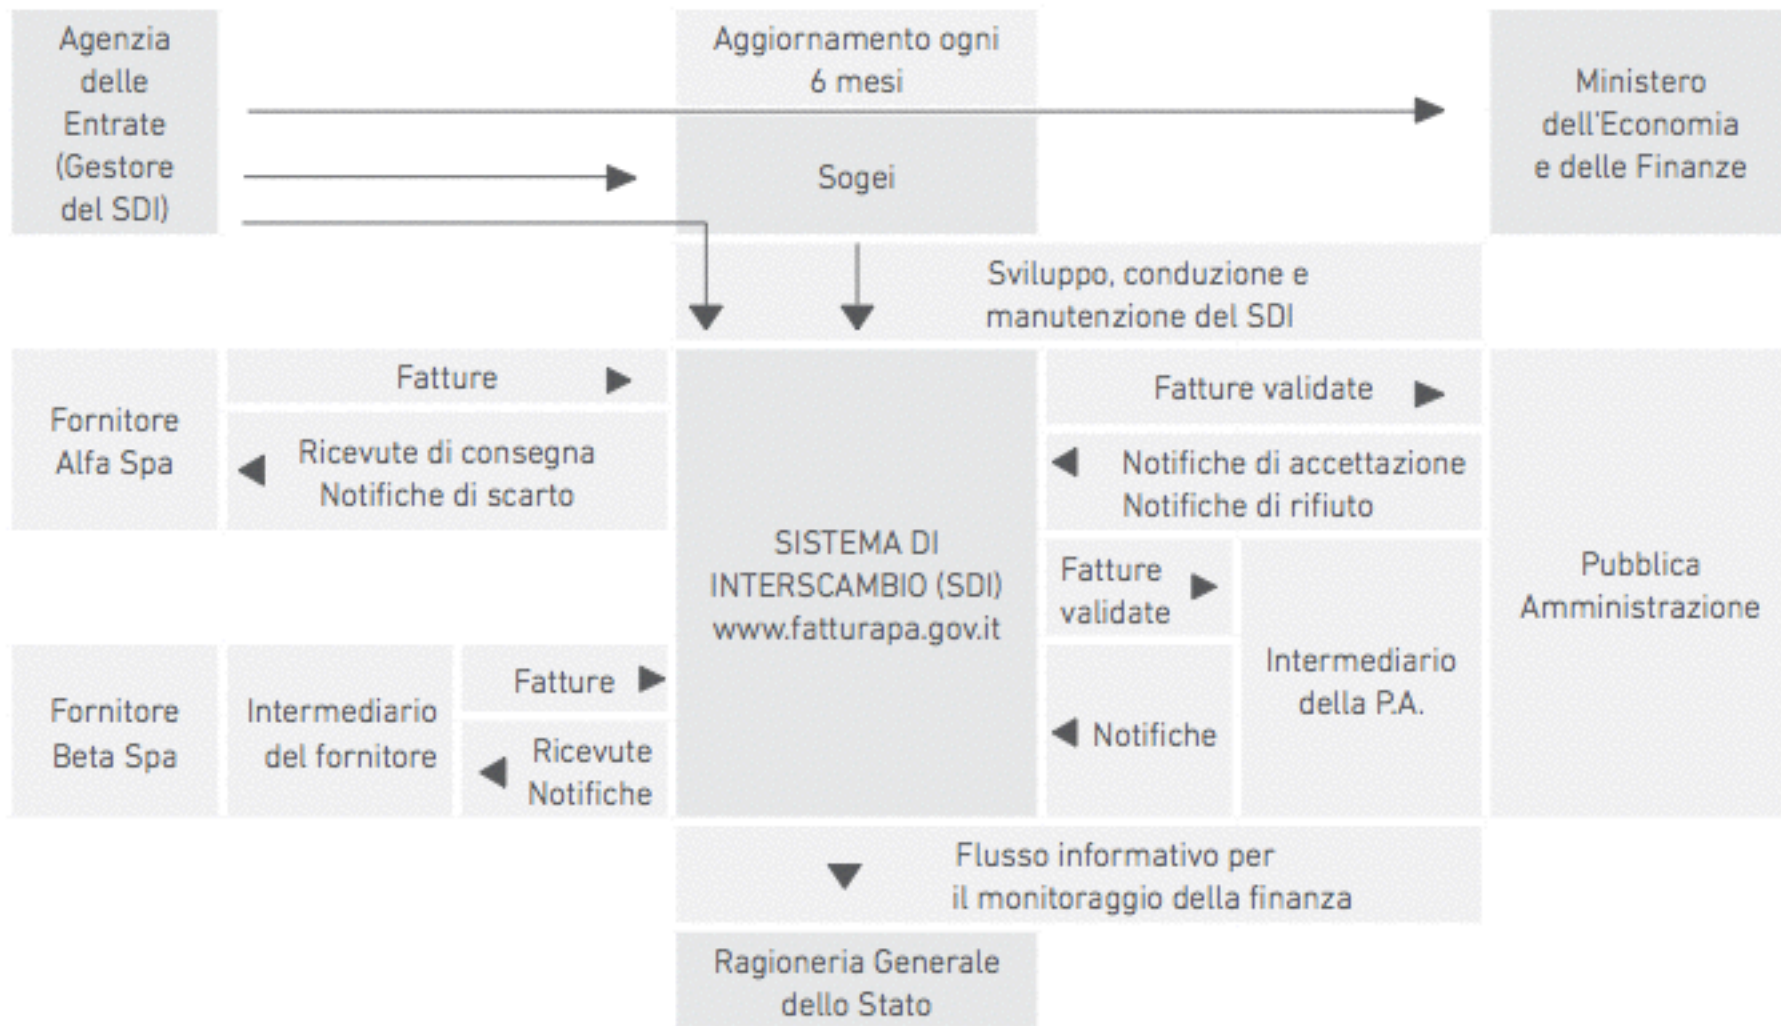 Agenzia
delle
Entrate
(Gestore
del SDI)
Aggiornamento ogni
6 mesi
Sogei
Ministero
dell'Economia
e delle Finanze
Sviluppo, conduzione e
manutenzione del SDI
Fornitore
Alfa Spa
Fatture
Ricevute di consegna
Notifiche di scarto
SISTEMA DI
INTERSCAMBIO (SDI)
www.fatturapa.gov.it
Fatture validate
Notifiche di accettazione
Notifiche di rifiuto
Fatture
validate
Notifiche
Intermediario
della P.A.
Pubblica
Amministrazione
Fornitore
Beta Spa
Intermediario
del fornitore
Fatture
Ricevute
Notifiche
Flusso informativo per
il monitoraggio della finanza
Ragioneria Generale
dello Stato